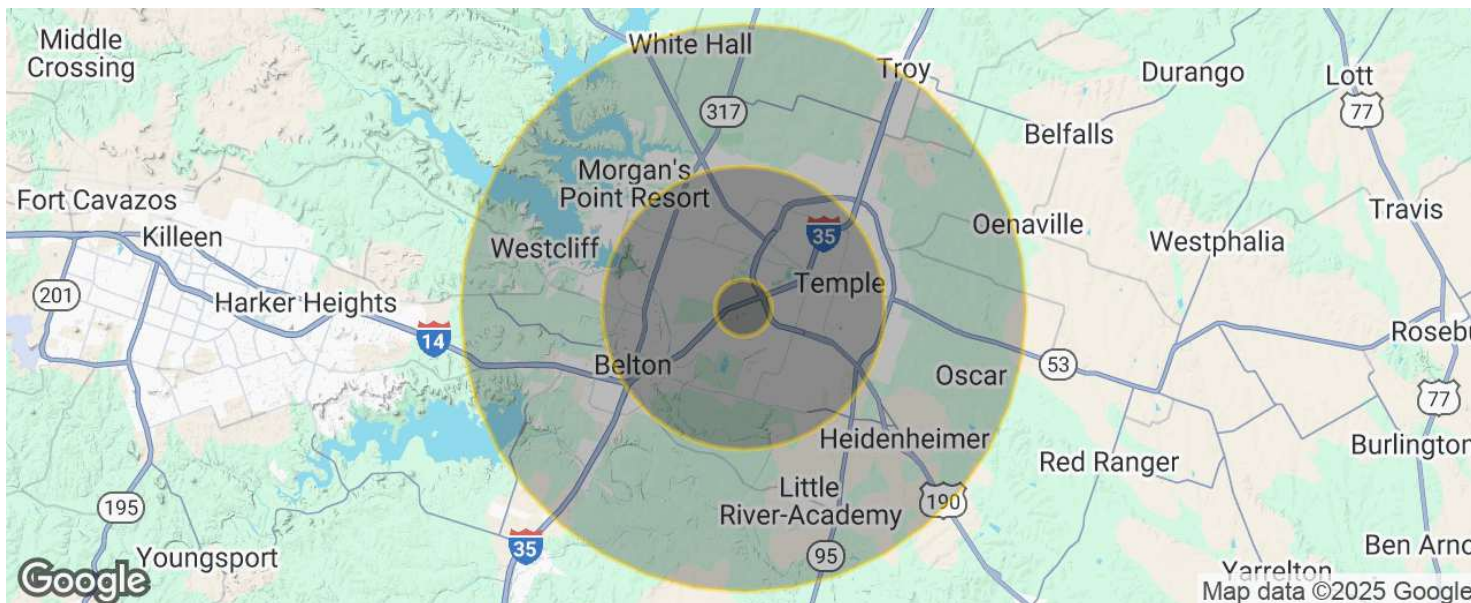 Middle
Crossing
White Hall
Troy
Durango
Lott
77
317
Belfalls
Morgan's
Point Resort
Fort Cavazos
Killeen
Westcliff
35
Oenaville
Travis
Westphalia
201
Harker Heights
Temple
14
Belton
Rosebu
53
Oscar
77
Heidenheimer
Burlington
Red Ranger
195
Little
River-Academy
190
35
95
Youngsport
Ben Arno
Yarrelton
Google
Map data ©2025 Google